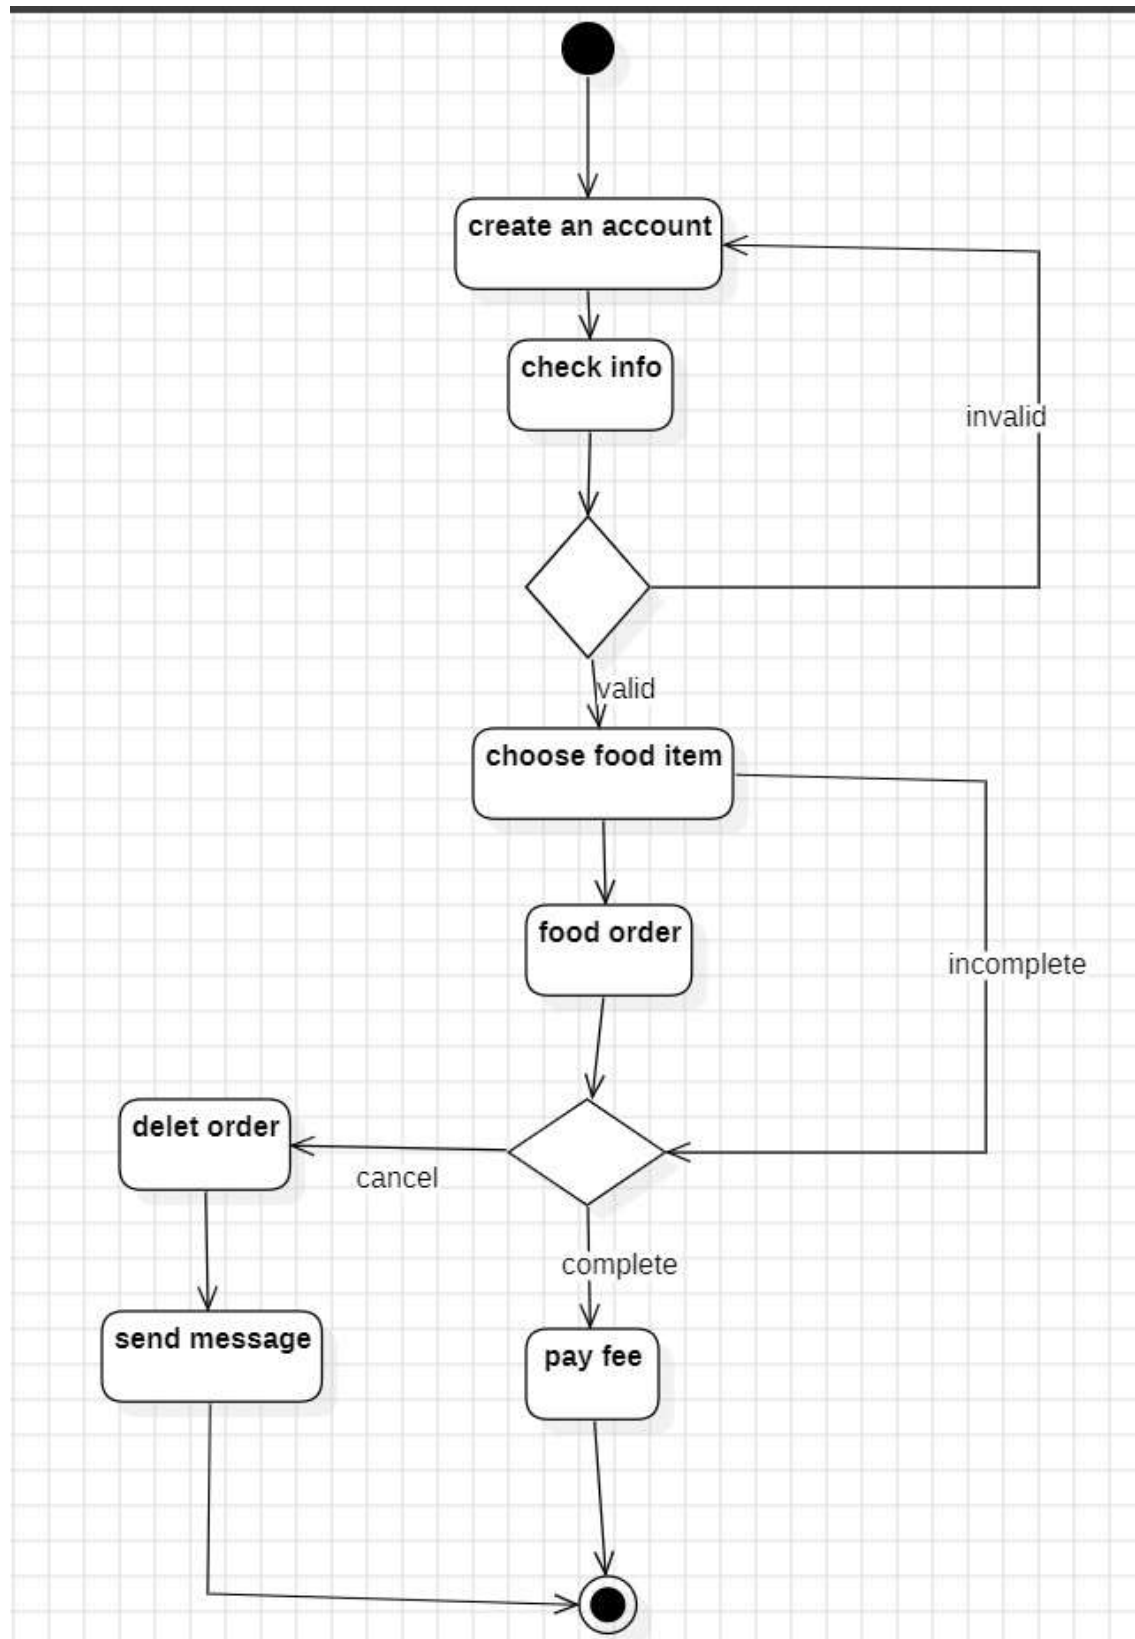 create an account
check info
invalid
valid
choose food item
food order
incomplete
delet order
cancel
complete
send message
pay fee